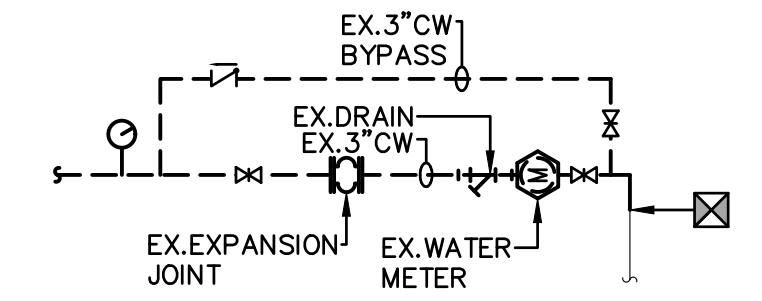 EX.3"CW
BYPASS
EX.DRAIN
EX.3"CW
EX.EXPANSION
JOINT
EX.WATER
METER